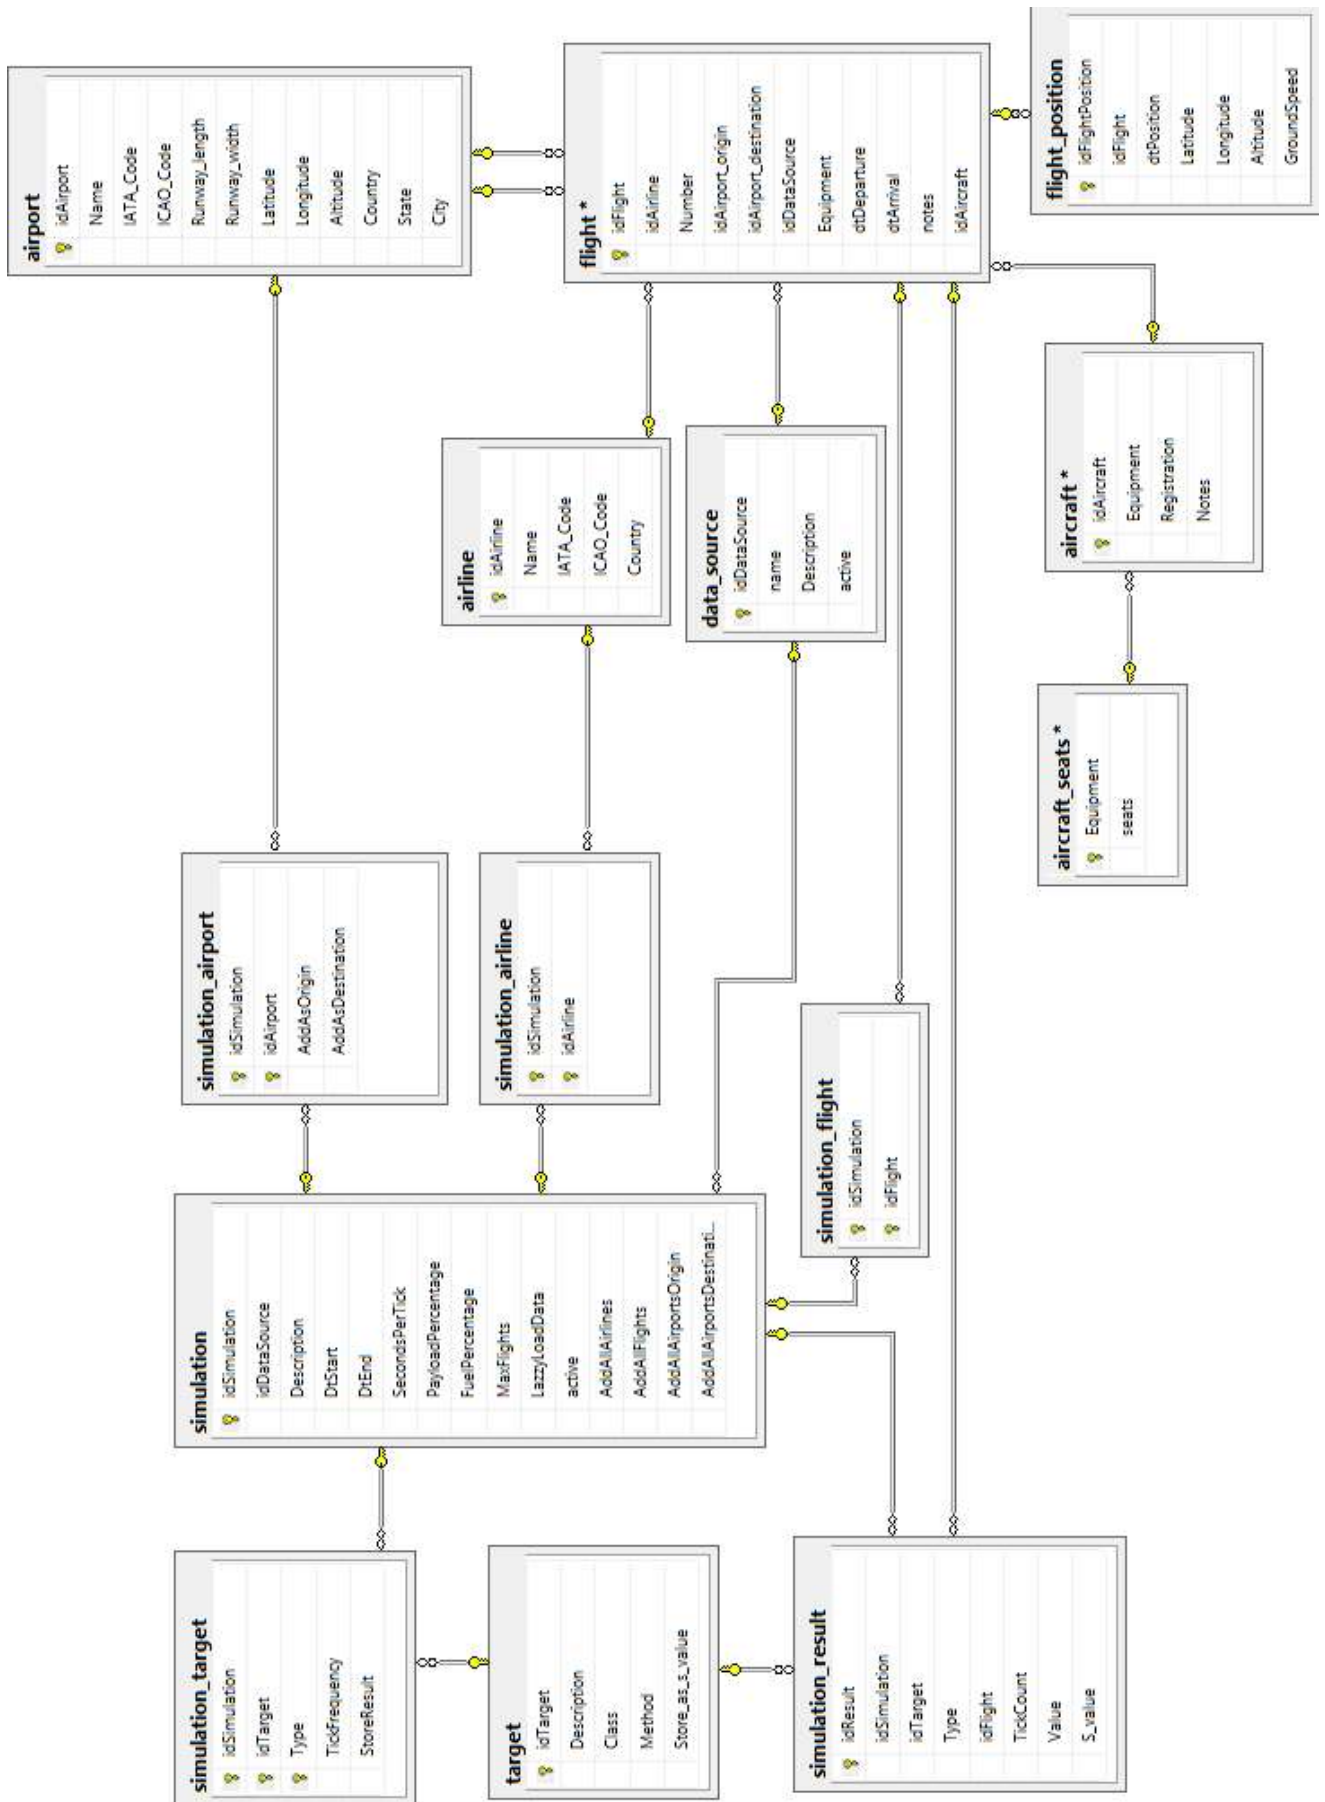 airport
idAirport
Name
IATA_Code
ICAO_Code
Runway_length
Runway_width
Latitude
Longitude
Altitude
Country
State
City
flight *
idFlight
idAirline
Number
idAirport_origin
idAirport_destination
idDataSource
Equipment
dtDeparture
dtArrival
notes
idAircraft
flight_position
idFlightPosition
idFlight
dtPosition
Latitude
Longitude
Altitude
GroundSpeed
airline
idAirline
Name
IATA_Code
ICAO_Code
Country
data_source
idDataSource
name
Description
active
aircraft *
idAircraft
Equipment
Registration
Notes
aircraft_seats *
Equipment
seats
simulation_airport
idSimulation
idAirport
AddAsOrigin
AddAsDestination
simulation_airline
idSimulation
idAirline
simulation_flight
idSimulation
idFlight
simulation
idSimulation
idDataSource
Description
DtStart
DtEnd
SecondsPerTick
PayloadPercentage
FuelPercentage
MaxFlights
LazzyLoadData
active
AddAllAirlines
AddAllFlights
AddAllAirportsOrigin
AddAllAirportsDestinati...
simulation_target
idSimulation
idTarget
Type
TickFrequency
StoreResult
target
idTarget
Description
Class
Method
Store_as_s_value
simulation_result
idResult
idSimulation
idTarget
Type
idFlight
TickCount
Value
S_value